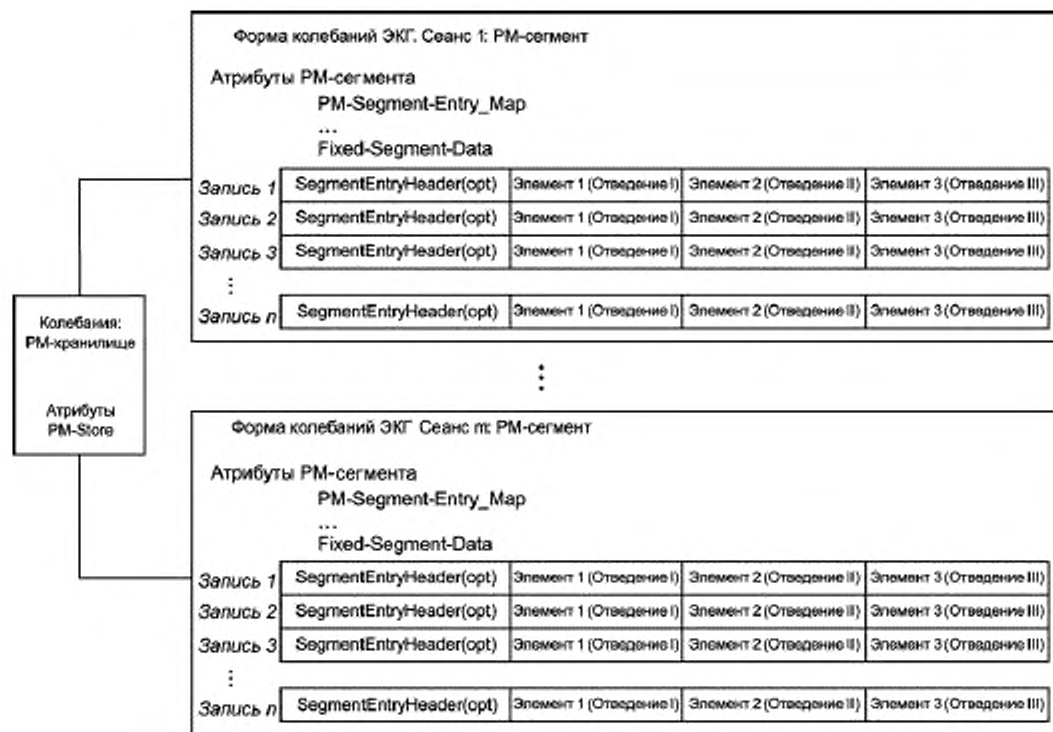 Форма колебаний ЭКГ. Сеанс 1: РМ-сегмент
Атрибуты РМ-сегмента
PM-Segment-Entry_Map
...
Fixed-Segment-Data
Запись 1 SegmentEntryHeader(opt) Элемент 1 (Отведение I) Элемент 2 (Отведение II) Элемент 3 (Отведение III)
Запись 2 SegmentEntryHeader(opt) Элемент 1 (Отведение I) Элемент 2 (Отведение II) Элемент 3 (Отведение III)
Запись 3 SegmentEntryHeader(opt) Элемент 1 (Отведение I) Элемент 2 (Отведение II) Элемент 3 (Отведение III)
Запись n SegmentEntryHeader(opt) Элемент 1 (Отведение I) Элемент 2 (Отведение II) Элемент 3 (Отведение III)
Колебания:
РМ-хранилище
Атрибуты
PM-Store
Форма колебаний ЭКГ Сеанс m: РМ-сегмент
Атрибуты РМ-сегмента
PM-Segment-Entry_Map
...
Fixed-Segment-Data
Запись 1 SegmentEntryHeader(opt) Элемент 1 (Отведение I) Элемент 2 (Отведение II) Элемент 3 (Отведение III)
Запись 2 SegmentEntryHeader(opt) Элемент 1 (Отведение I) Элемент 2 (Отведение II) Элемент 3 (Отведение III)
Запись 3 SegmentEntryHeader(opt) Элемент 1 (Отведение I) Элемент 2 (Отведение II) Элемент 3 (Отведение III)
Запись n SegmentEntryHeader(opt) Элемент 1 (Отведение I) Элемент 2 (Отведение II) Элемент 3 (Отведение III)